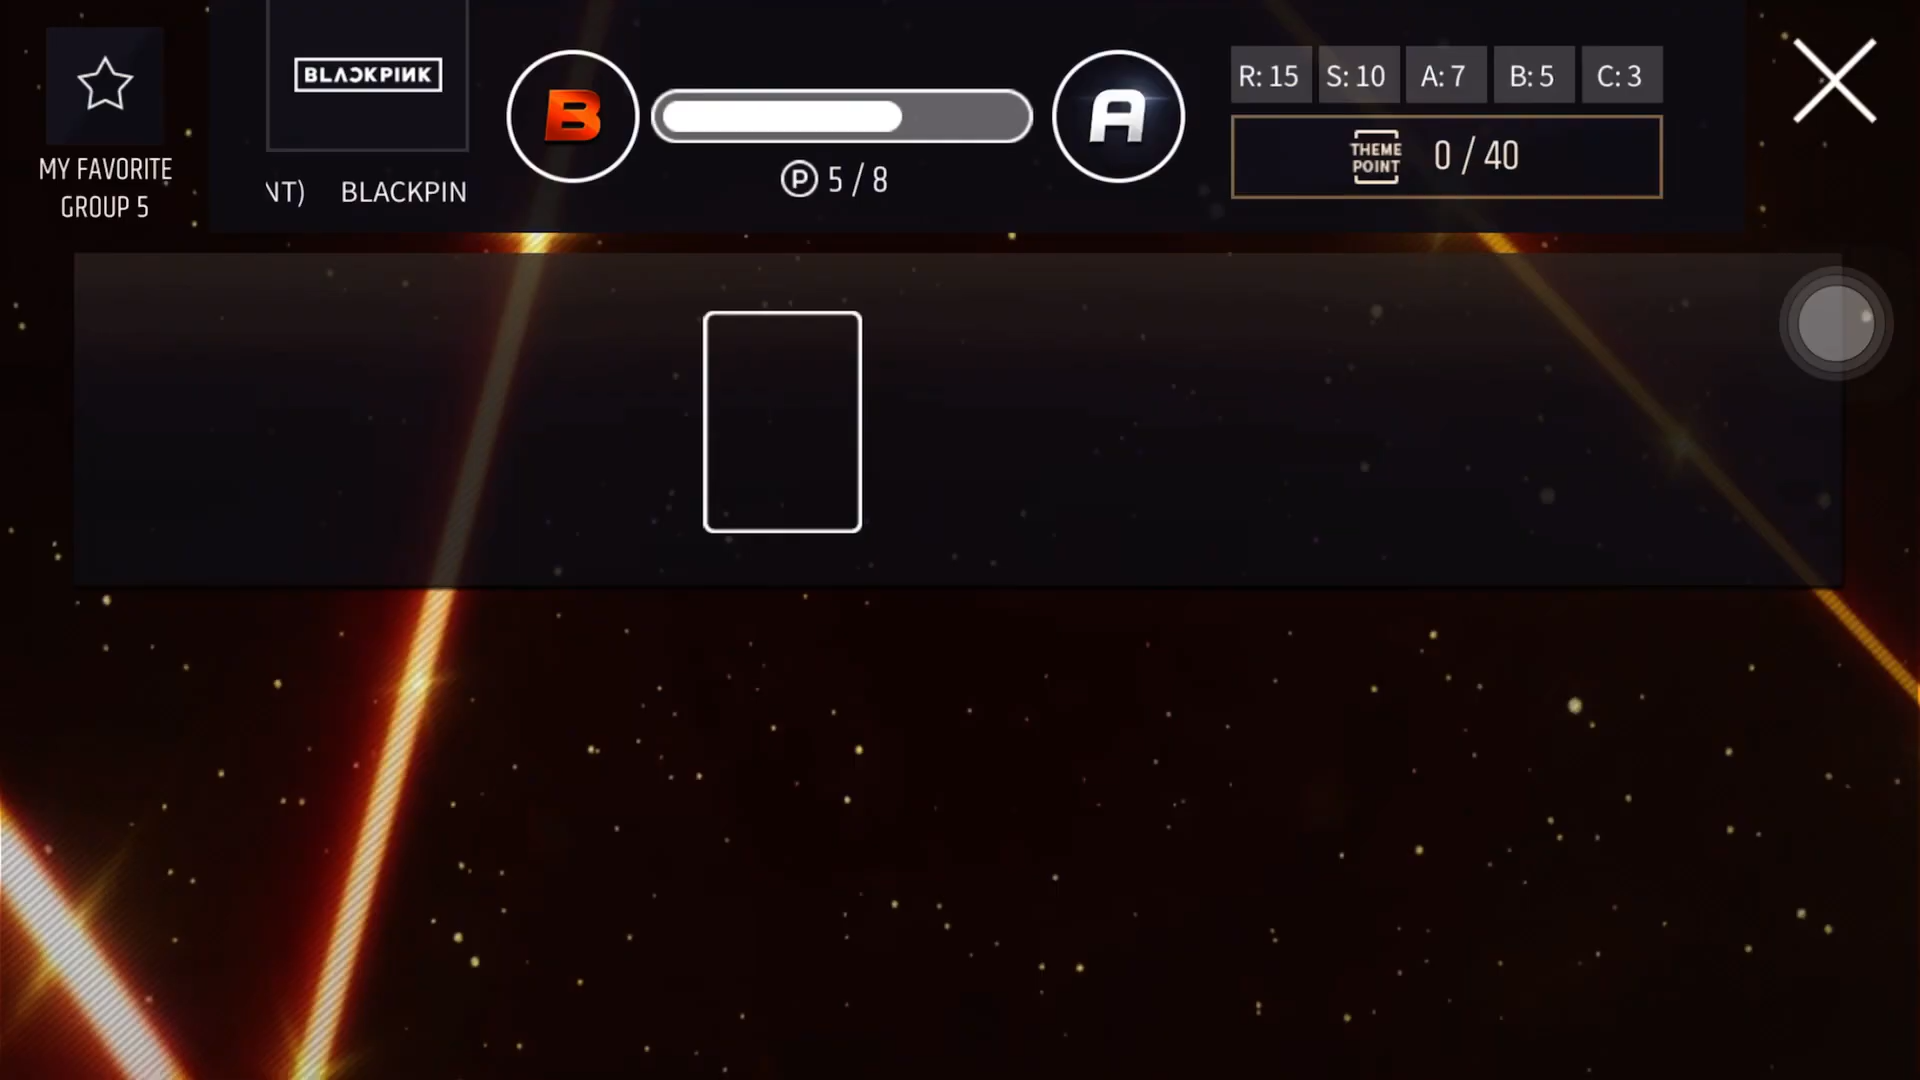 MY FAVORITE
GROUP 5
BLACKPINK
NT) BLACKPIN
B
P 5 / 8
A
R: 15 S: 10 A: 7 B: 5 C: 3
THEME
POINT
0 / 40